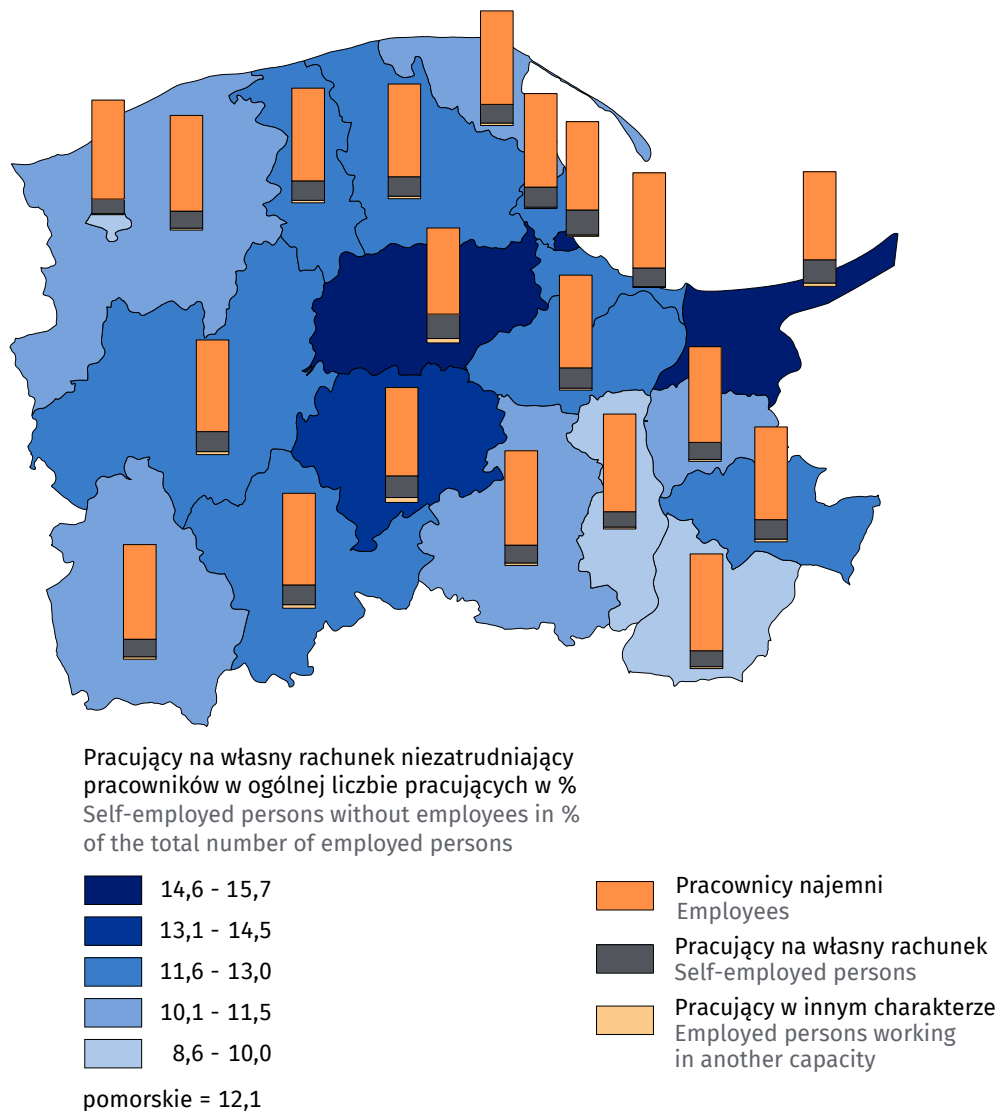 Pracujący na własny rachunek niezatrudniający
pracowników w ogólnej liczbie pracujących w %
Self-employed persons without employees in %
of the total number of employed persons
14,6 - 15,7
13,1 - 14,5
11,6 - 13,0
10,1 - 11,5
8,6 - 10,0
pomorskie = 12,1
Pracownicy najemni
Employees
Pracujący na własny rachunek
Self-employed persons
Pracujący w innym charakterze
Employed persons working
in another capacity